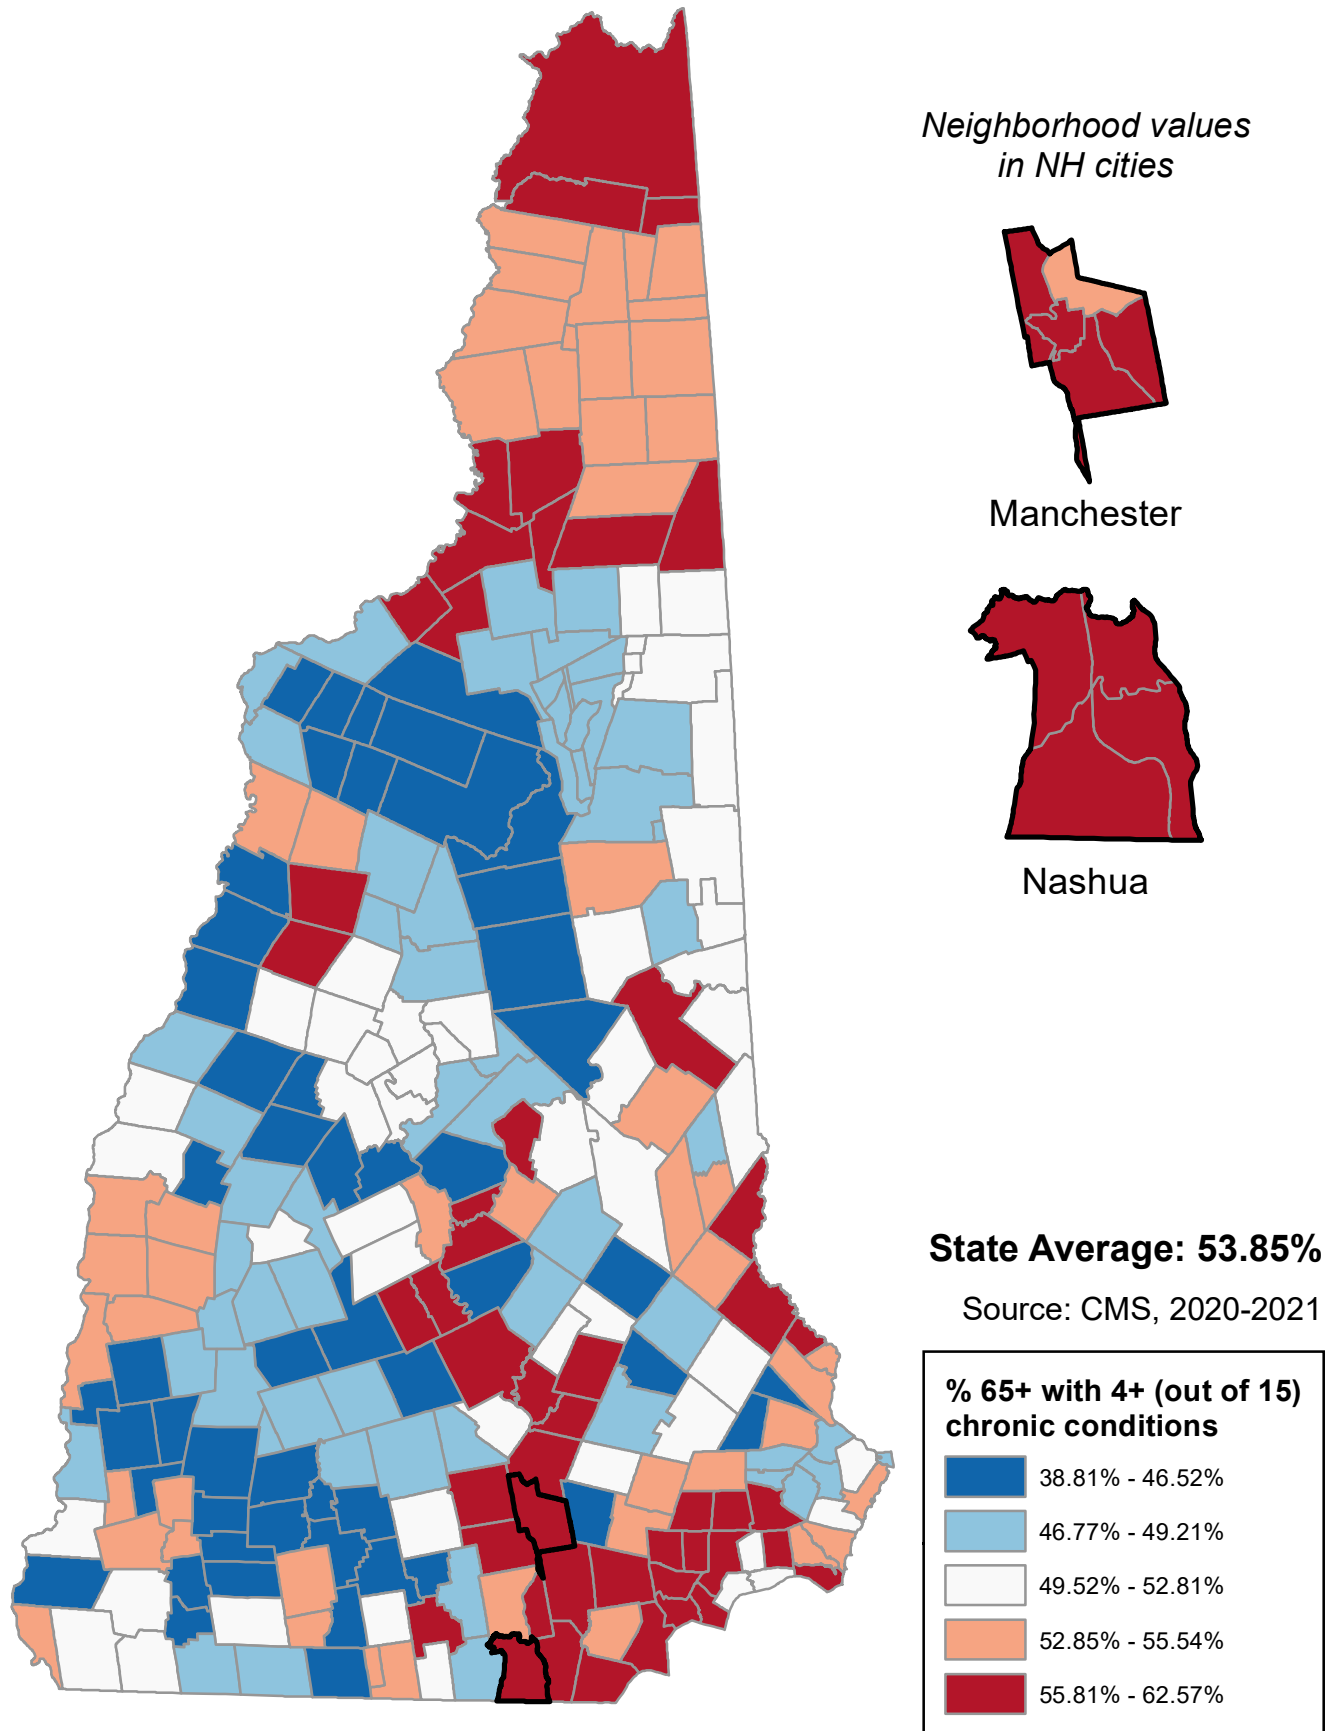 Neighborhood values
in NH cities
Manchester
Nashua
State Average: 53.85%
Source: CMS, 2020-2021
% 65+ with 4+ (out of 15)
chronic conditions
38.81% - 46.52%
46.77% - 49.21%
49.52% - 52.81%
52.85% - 55.54%
55.81% - 62.57%